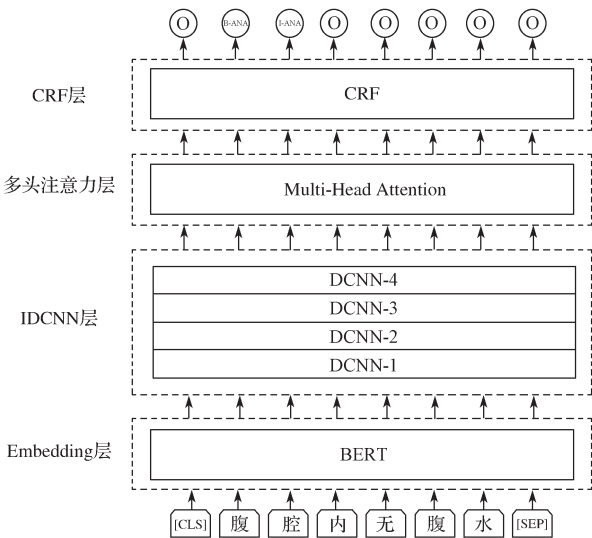 O B-ANA I-ANA O O O O O
CRF层
CRF
多头注意力层
Multi-Head Attention
IDCNN层
DCNN-4
DCNN-3
DCNN-2
DCNN-1
Embedding层
BERT
[CLS] 腹 腔 内 无 腹 水 [SEP]